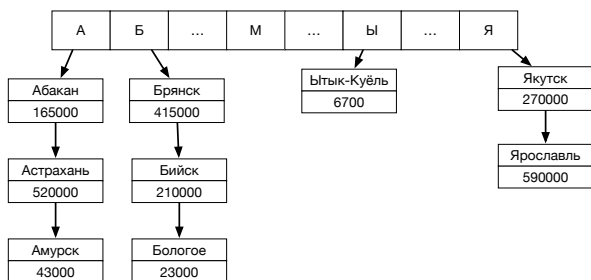 А Б ... М ... Ы ... Я
Абакан
165000
Брянск
415000
Ытык-Куёль
6700
Якутск
270000
Астрахань
520000
Бийск
210000
Ярославль
590000
Амурск
43000
Бологое
23000